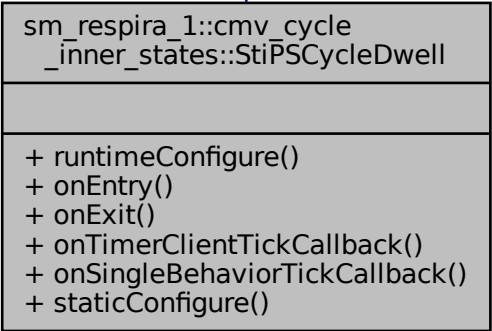 sm_respira_1::cmv_cycle
_inner_states::StiPSCycleDwell
+ runtimeConfigure()
+ onEntry()
+ onExit()
+ onTimerClientTickCallback()
+ onSingleBehaviorTickCallback()
+ staticConfigure()